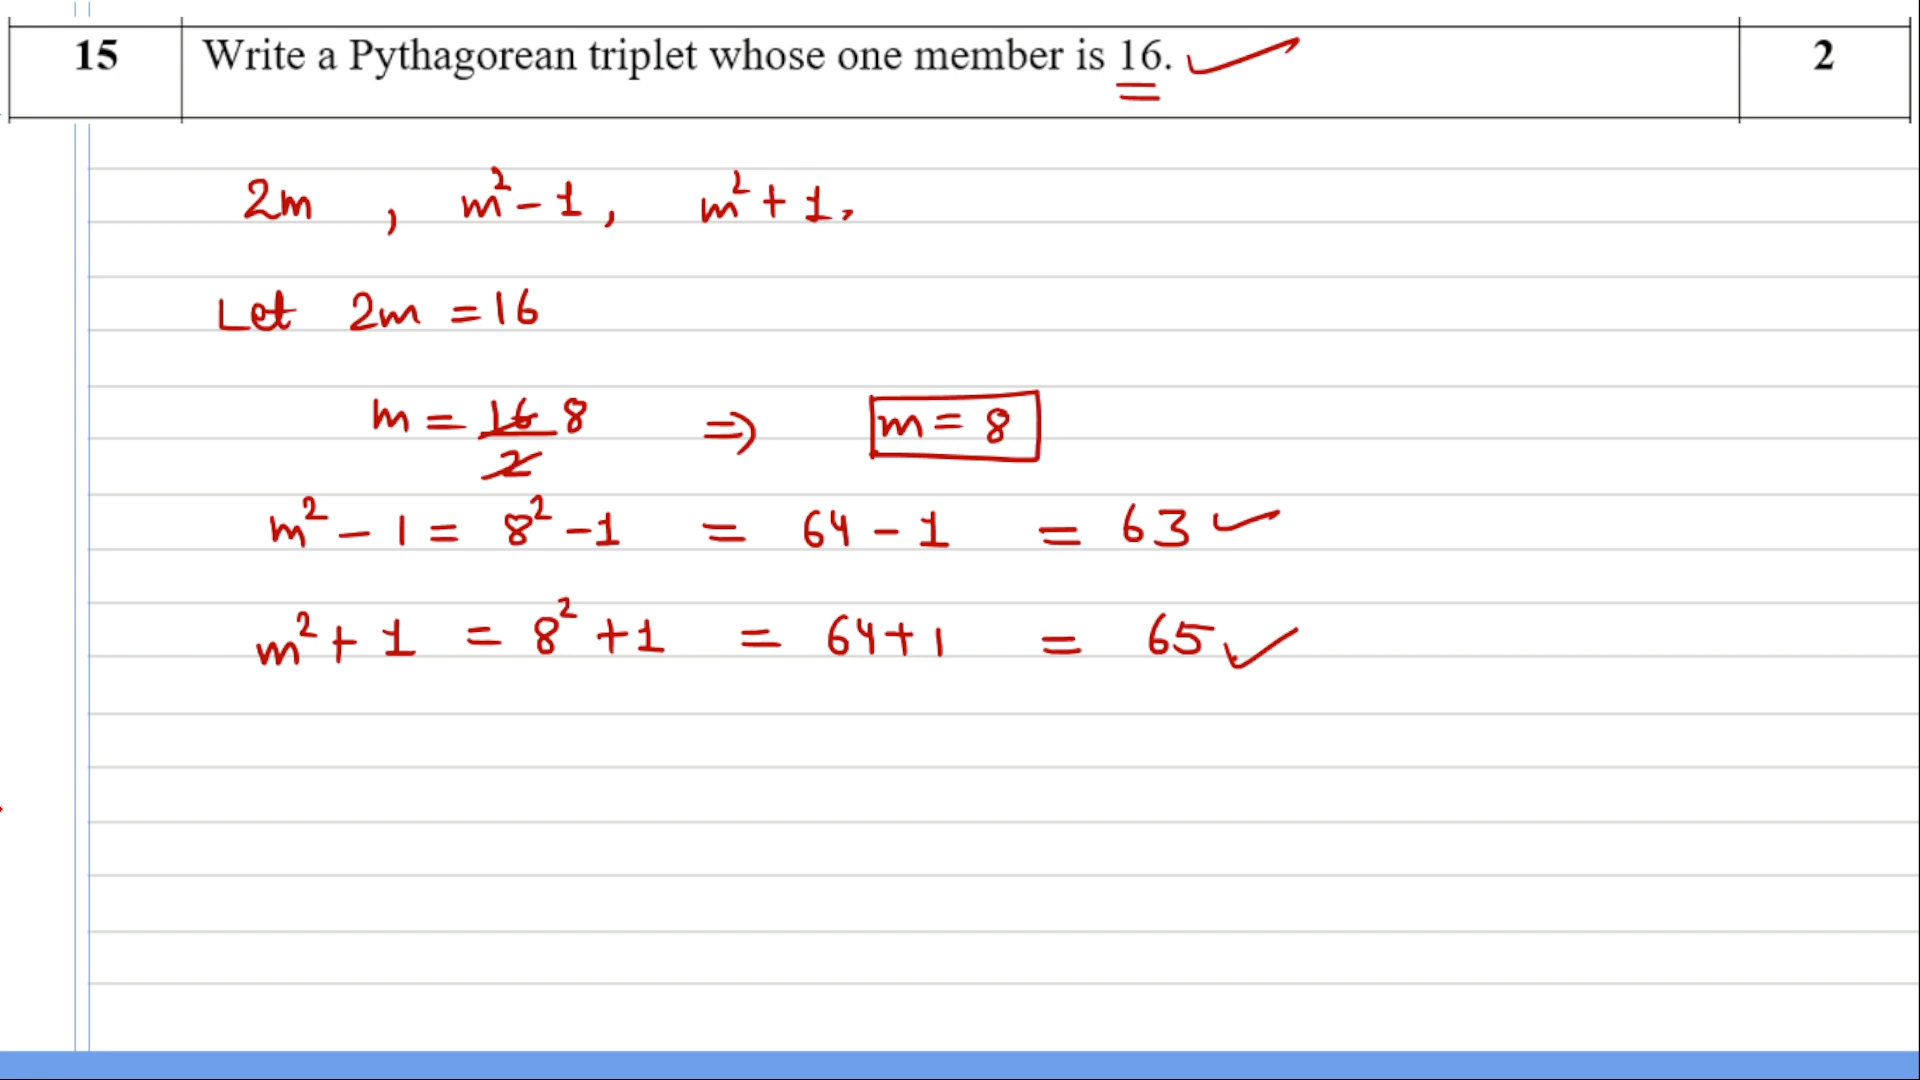 15 Write a Pythagorean triplet whose one member is 16. 2
2m , m² - 1, m² + 1,
Let 2m = 16
m = 16/2 8 ⇒ m = 8
m² - 1 = 8² - 1 = 64 - 1 = 63
m² + 1 = 8² + 1 = 64 + 1 = 65